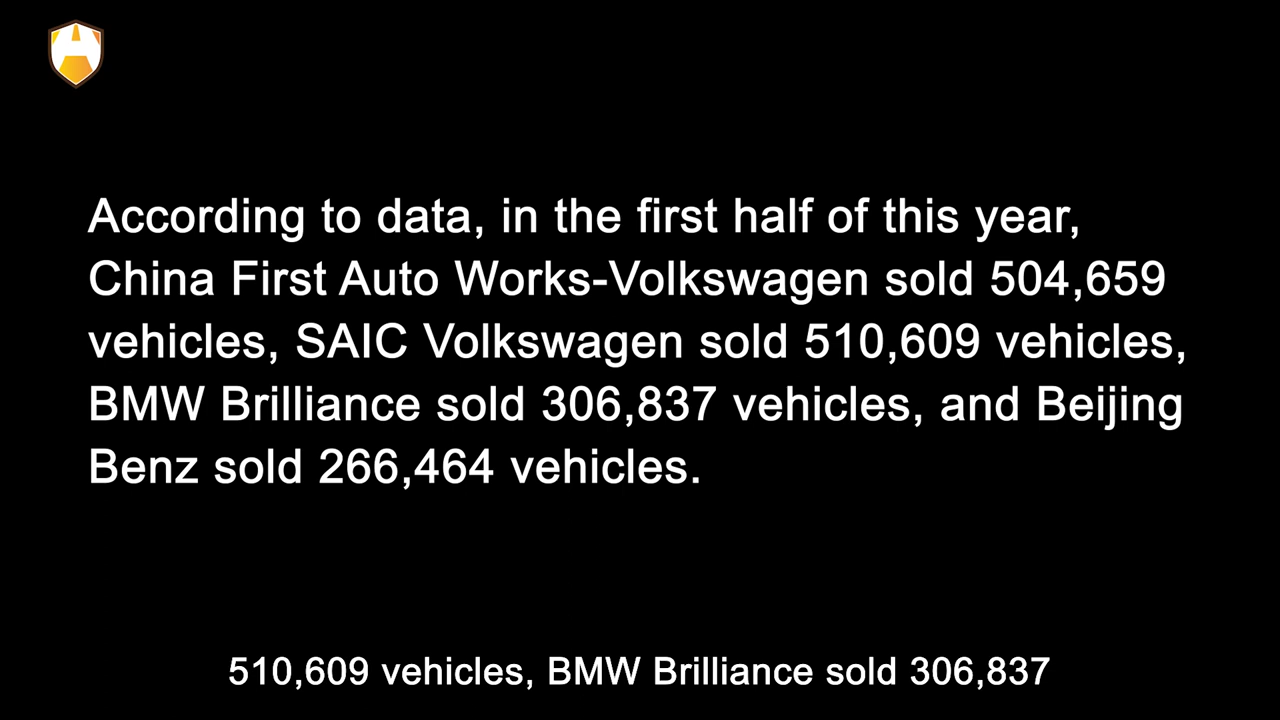 According to data, in the first half of this year,
China First Auto Works-Volkswagen sold 504,659
vehicles, SAIC Volkswagen sold 510,609 vehicles,
BMW Brilliance sold 306,837 vehicles, and Beijing
Benz sold 266,464 vehicles.
510,609 vehicles, BMW Brilliance sold 306,837